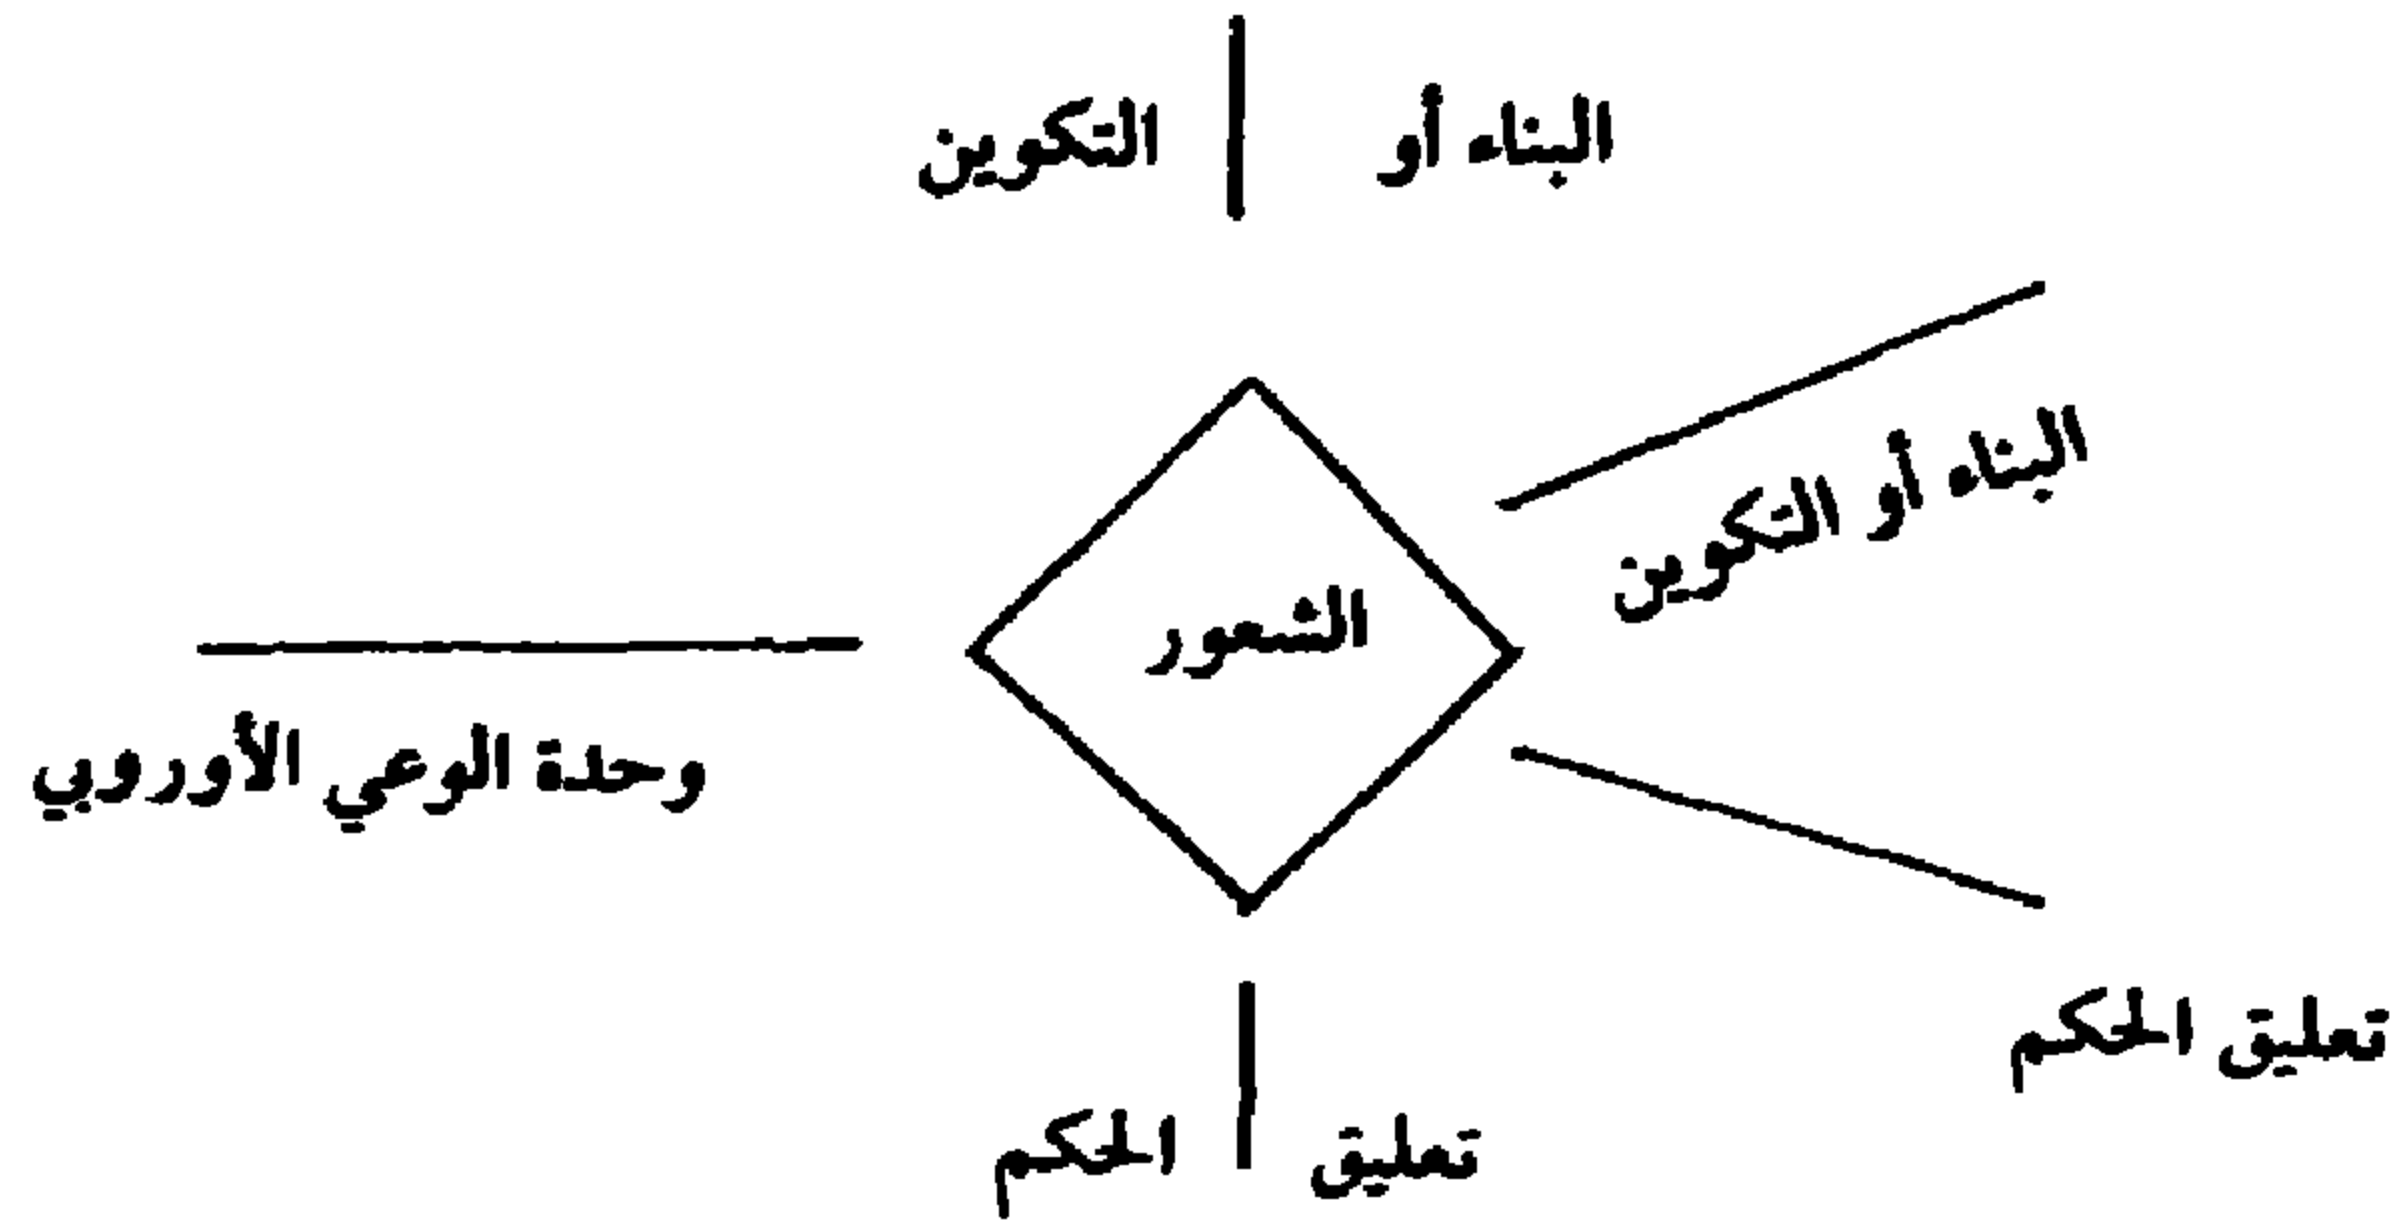 البناء أو التكوين
البناء أو التكوين
الشعور
وحدة الوعي الأوروبي
تعليق الحكم
تعليق الحكم